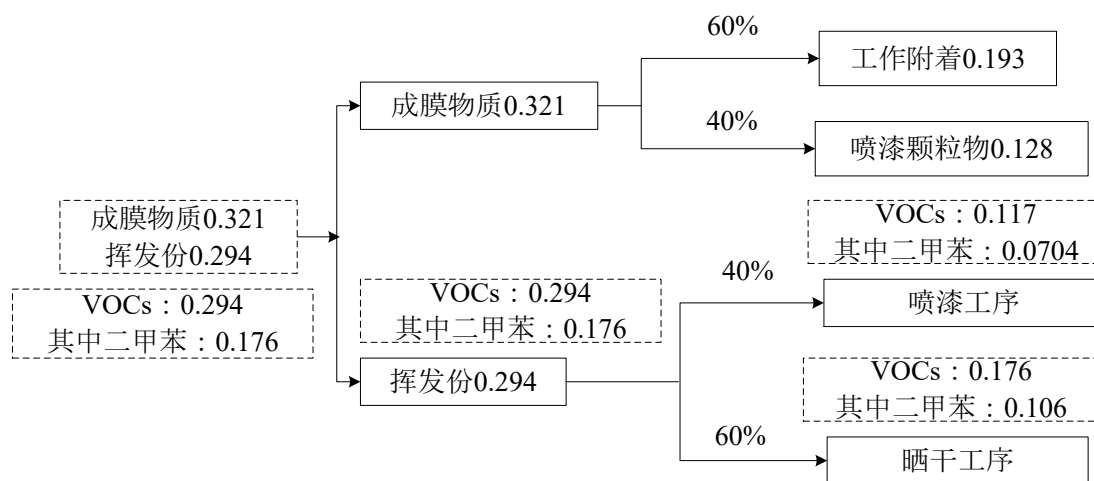 60%
工作附着0.193
成膜物质0.321
40%
喷漆颗粒物0.128
成膜物质0.321
挥发份0.294
VOCs：0.294
其中二甲苯：0.176
VOCs：0.294
其中二甲苯：0.176
挥发份0.294
VOCs：0.117
其中二甲苯：0.0704
40%
喷漆工序
VOCs：0.176
其中二甲苯：0.106
60%
晒干工序